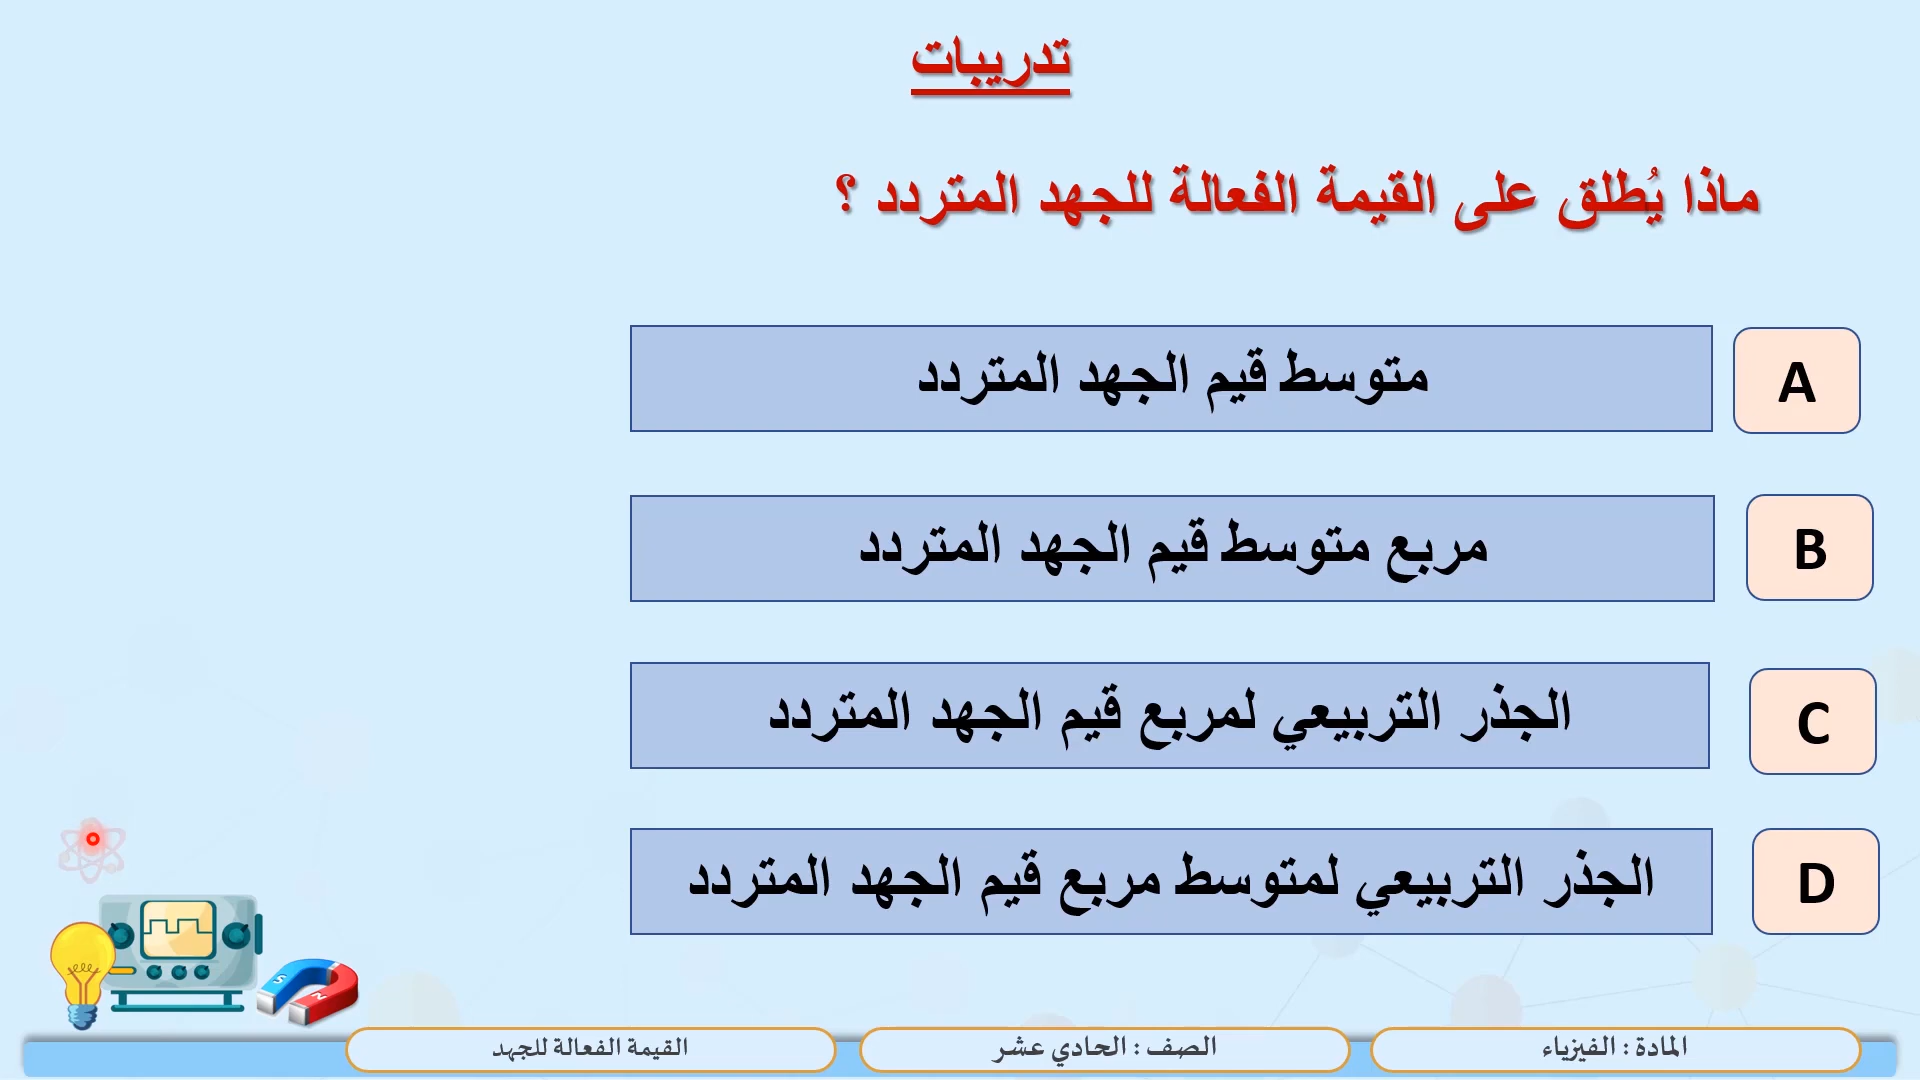 تدريبات
ماذا يُطلق على القيمة الفعالة للجهد المتردد ؟
A متوسط قيم الجهد المتردد
B مربع متوسط قيم الجهد المتردد
C الجذر التربيعي لمربع قيم الجهد المتردد
D الجذر التربيعي لمتوسط مربع قيم الجهد المتردد
S N
المادة : الفيزياء
الصف : الحادي عشر
القيمة الفعالة للجهد